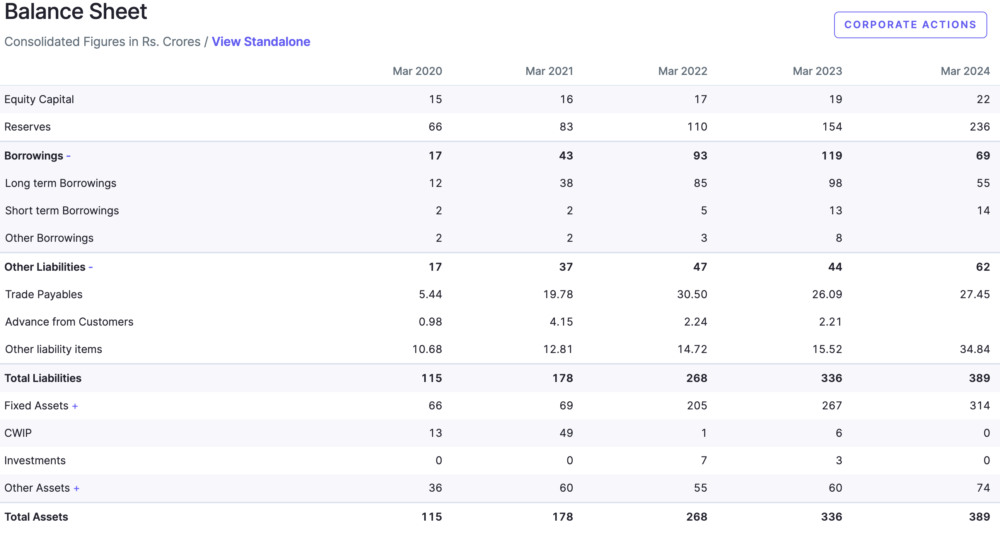 Balance Sheet
CORPORATE ACTIONS
Consolidated Figures in Rs. Crores / View Standalone
Mar 2020 Mar 2021 Mar 2022 Mar 2023 Mar 2024
Equity Capital 15 16 17 19 22
Reserves 66 83 110 154 236
Borrowings - 17 43 93 119 69
Long term Borrowings 12 38 85 98 55
Short term Borrowings 2 2 5 13 14
Other Borrowings 2 2 3 8
Other Liabilities - 17 37 47 44 62
Trade Payables 5.44 19.78 30.50 26.09 27.45
Advance from Customers 0.98 4.15 2.24 2.21
Other liability items 10.68 12.81 14.72 15.52 34.84
Total Liabilities 115 178 268 336 389
Fixed Assets + 66 69 205 267 314
CWIP 13 49 1 6 0
Investments 0 0 7 3 0
Other Assets + 36 60 55 60 74
Total Assets 115 178 268 336 389